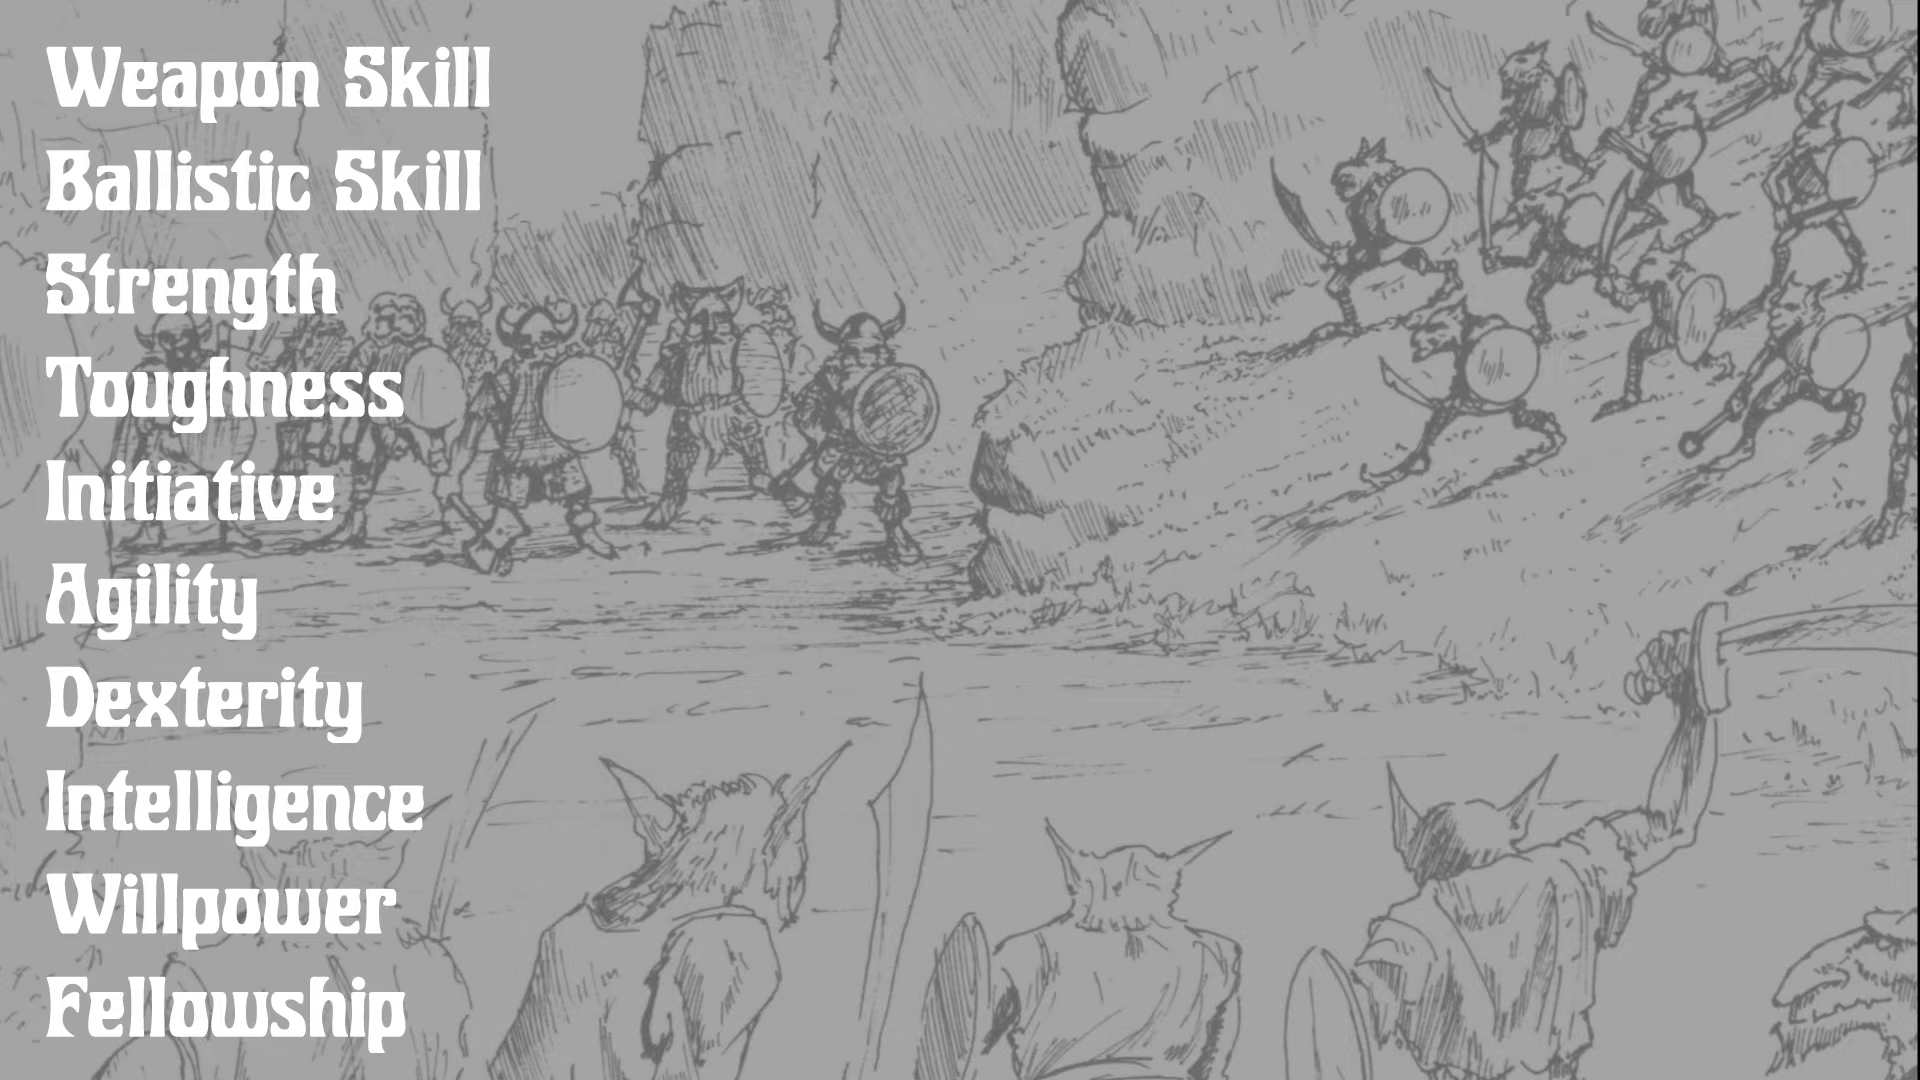 Weapon Skill
Ballistic Skill
Strength
Toughness
Initiative
Agility
Dexterity
Intelligence
Willpower
Fellowship